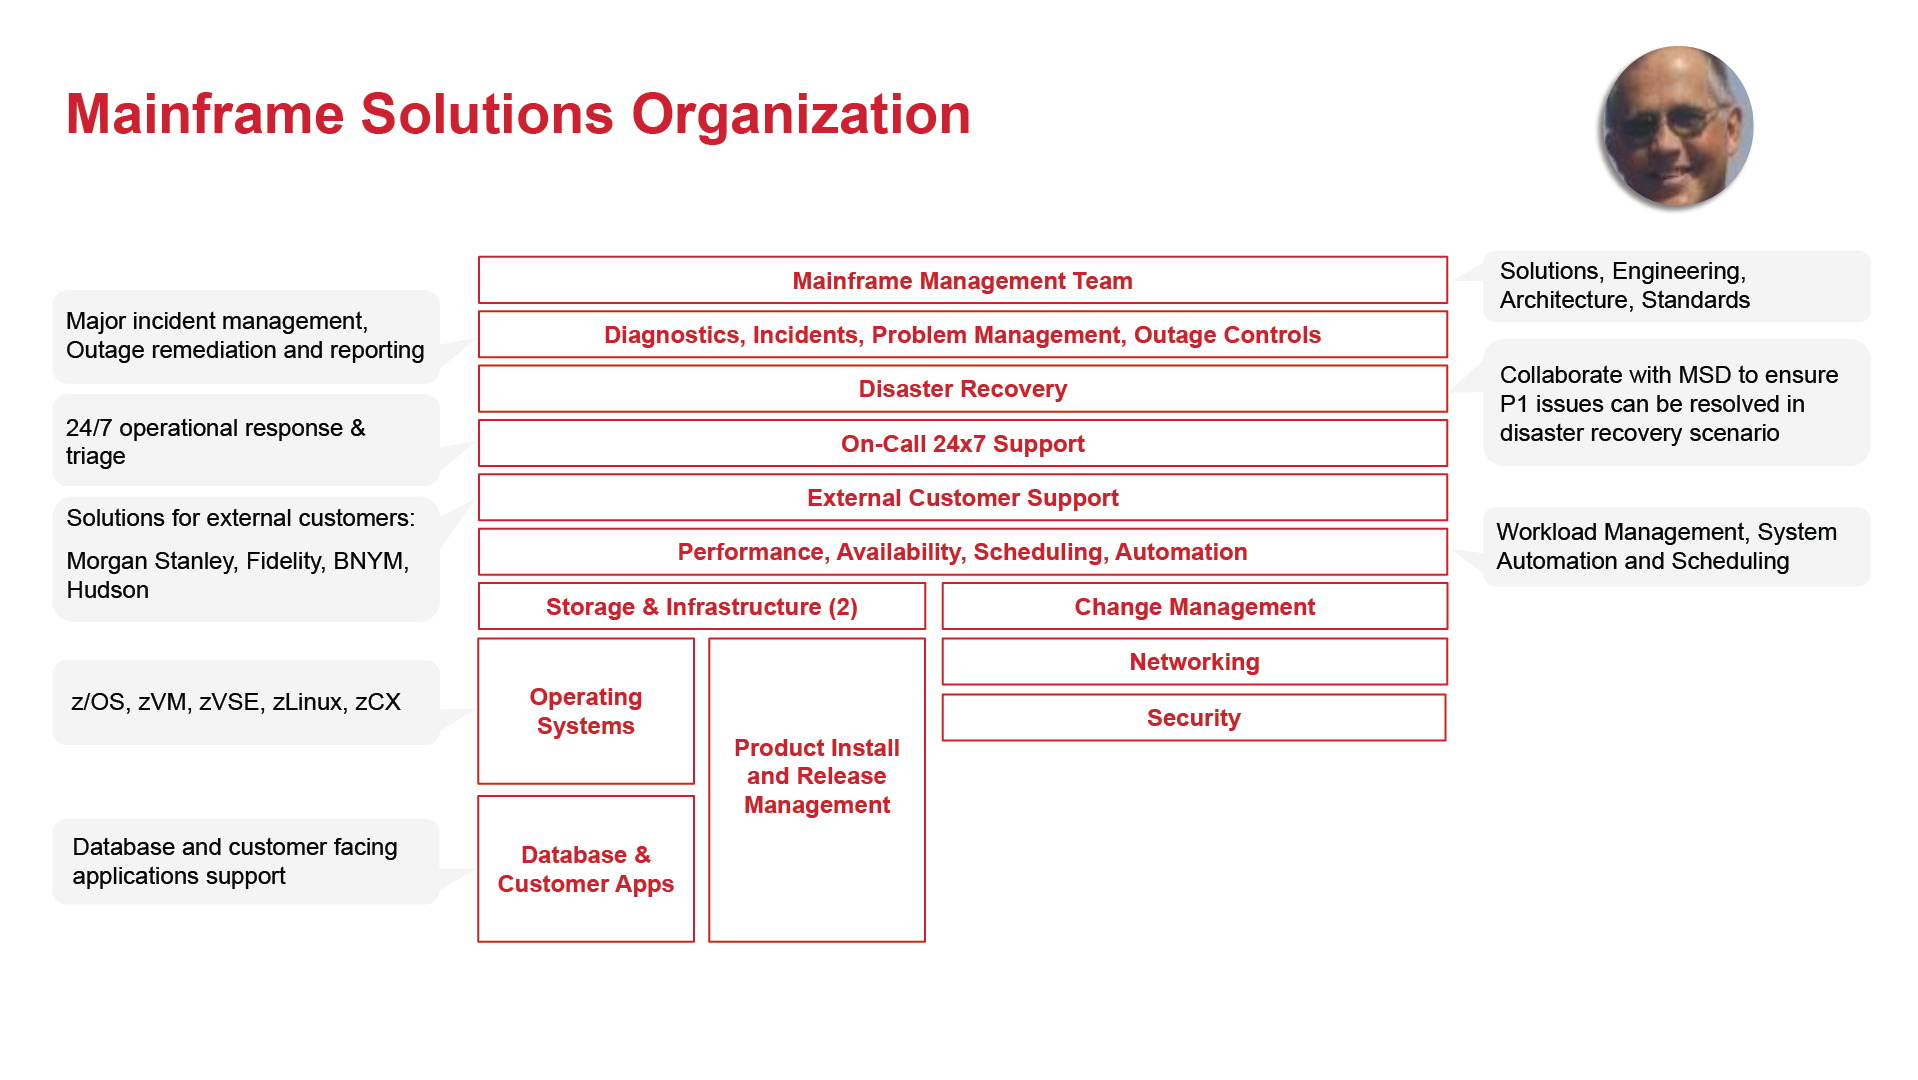 Mainframe Solutions Organization
Mainframe Management Team
Solutions, Engineering,
Architecture, Standards
Major incident management,
Outage remediation and reporting
Diagnostics, Incidents, Problem Management, Outage Controls
Disaster Recovery
Collaborate with MSD to ensure
P1 issues can be resolved in
disaster recovery scenario
24/7 operational response &
triage
On-Call 24x7 Support
Solutions for external customers:
Morgan Stanley, Fidelity, BNYM,
Hudson
External Customer Support
Performance, Availability, Scheduling, Automation
Workload Management, System
Automation and Scheduling
Storage & Infrastructure (2)
Change Management
z/OS, zVM, zVSE, zLinux, zCX
Operating
Systems
Product Install
and Release
Management
Networking
Security
Database and customer facing
applications support
Database &
Customer Apps